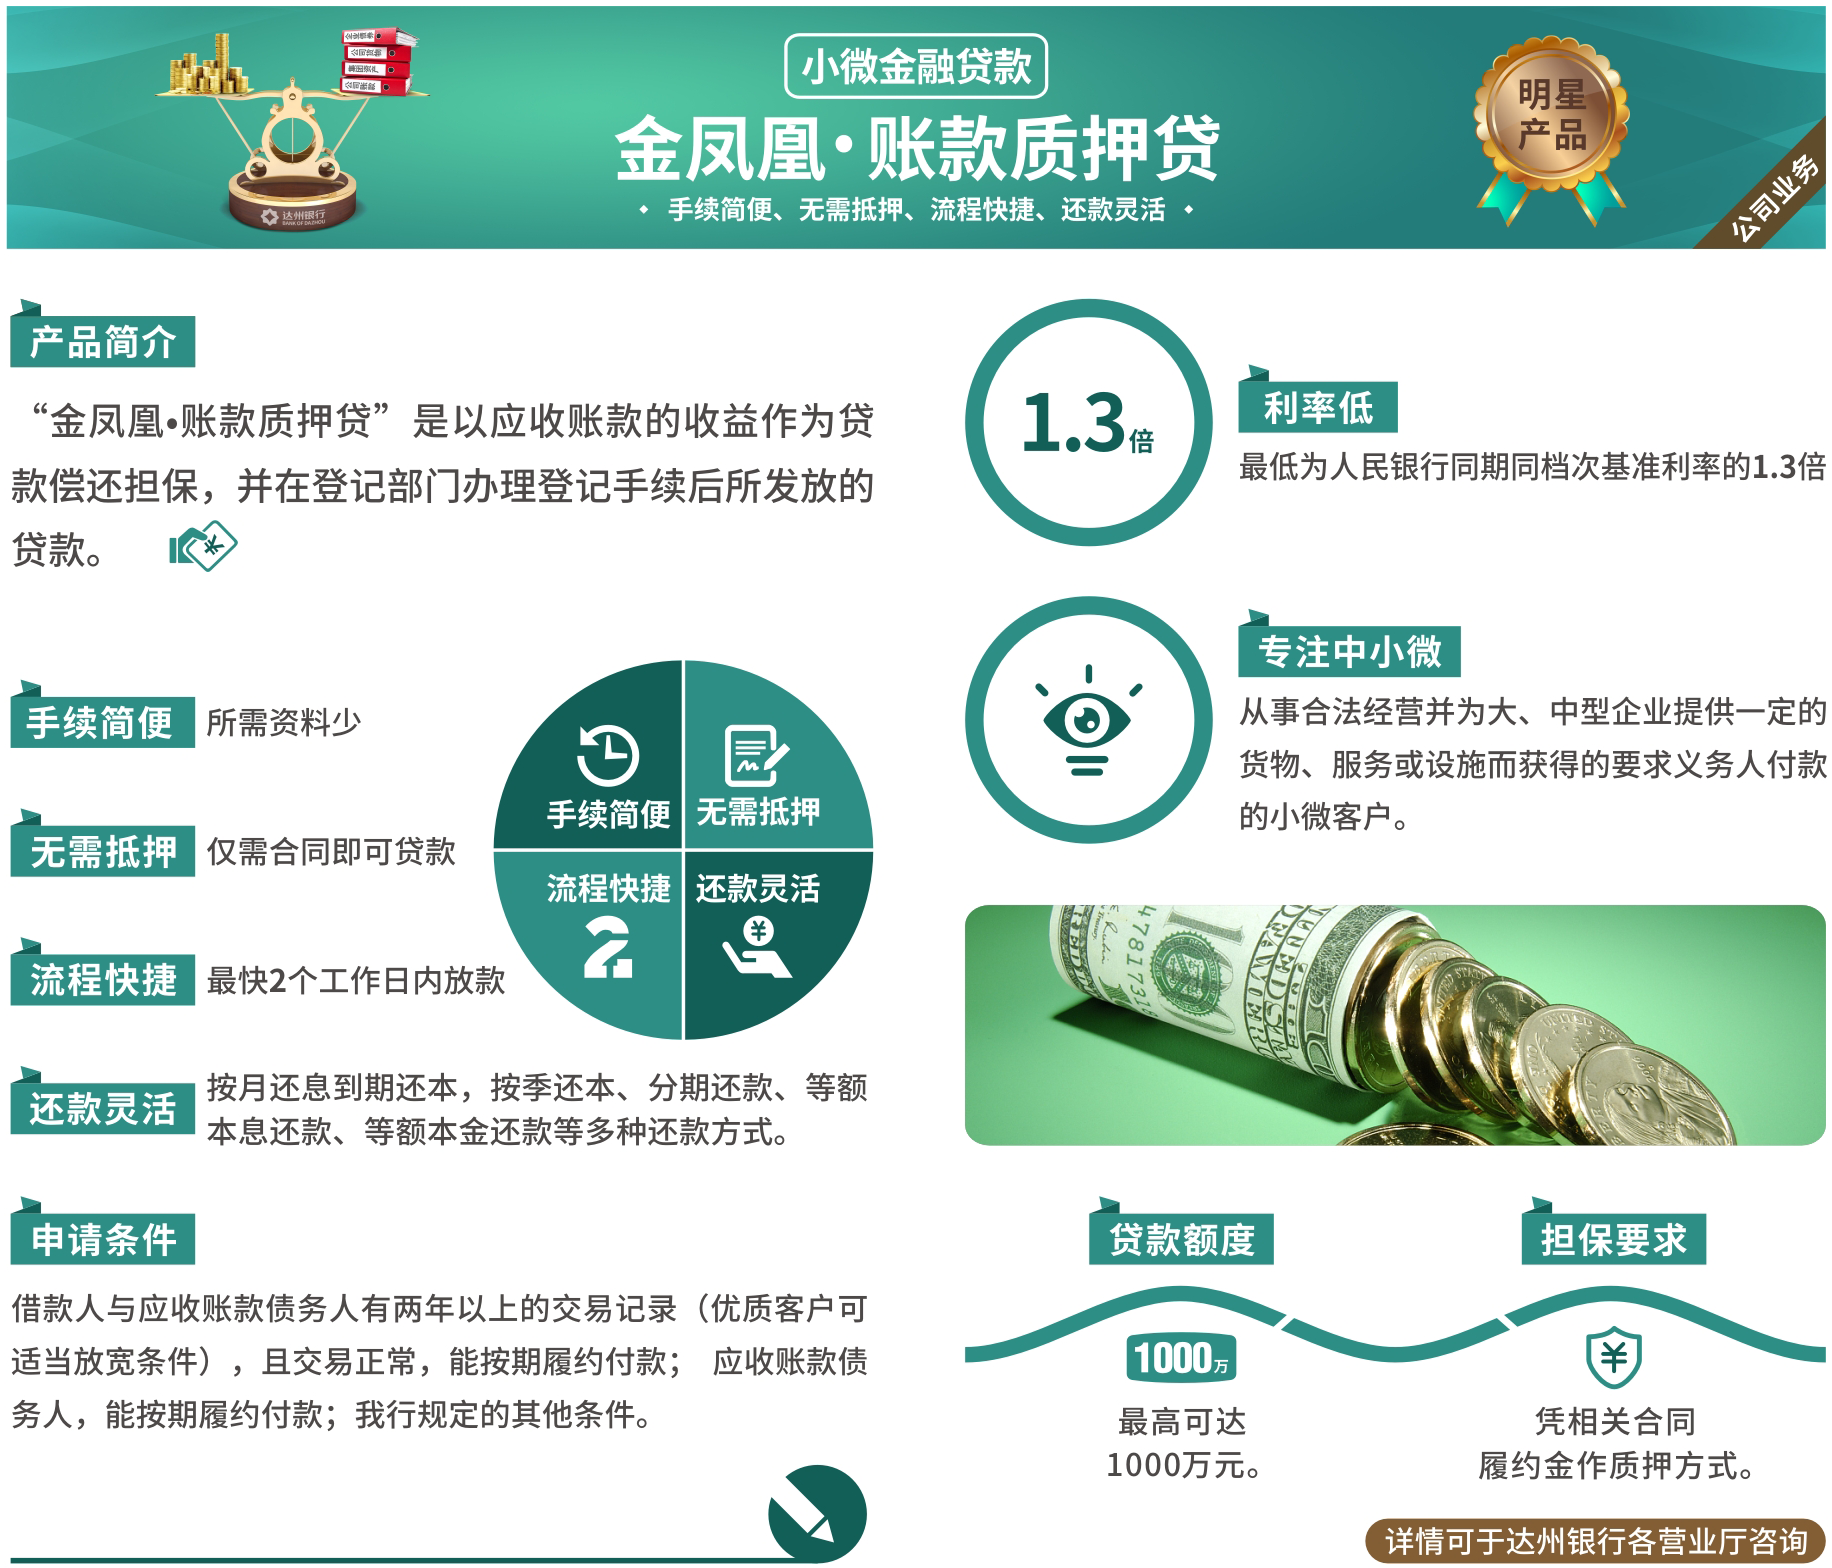 小微金融贷款
金凤凰·账款质押贷
手续简便、无需抵押、流程快捷、还款灵活
达州银行
BANK OF DAZHOU
明星
产品
公司业务
产品简介
“金凤凰•账款质押贷”是以应收账款的收益作为贷
款偿还担保，并在登记部门办理登记手续后所发放的
贷款。
手续简便
所需资料少
无需抵押
仅需合同即可贷款
流程快捷
最快2个工作日内放款
还款灵活
按月还息到期还本，按季还本、分期还款、等额
本息还款、等额本金还款等多种还款方式。
手续简便
无需抵押
流程快捷
还款灵活
2
申请条件
借款人与应收账款债务人有两年以上的交易记录（优质客户可
适当放宽条件），且交易正常，能按期履约付款； 应收账款债
务人，能按期履约付款；我行规定的其他条件。
1.3倍
利率低
最低为人民银行同期同档次基准利率的1.3倍
专注中小微
从事合法经营并为大、中型企业提供一定的
货物、服务或设施而获得的要求义务人付款
的小微客户。
贷款额度
1000万
最高可达
1000万元。
担保要求
¥
凭相关合同
履约金作质押方式。
详情可于达州银行各营业厅咨询